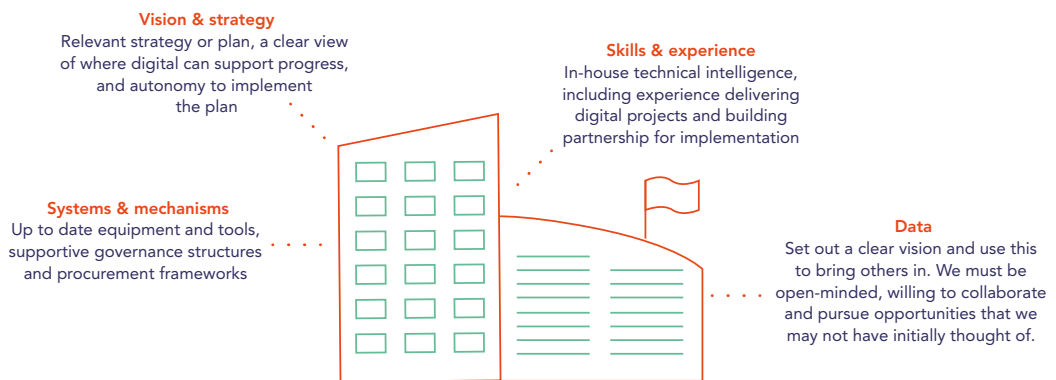 Vision & strategy
Relevant strategy or plan, a clear view
of where digital can support progress,
and autonomy to implement
the plan
Skills & experience
In-house technical intelligence,
including experience delivering
digital projects and building
partnership for implementation
Systems & mechanisms
Up to date equipment and tools,
supportive governance structures
and procurement frameworks
Data
Set out a clear vision and use this
to bring others in. We must be
open-minded, willing to collaborate
and pursue opportunities that we
may not have initially thought of.